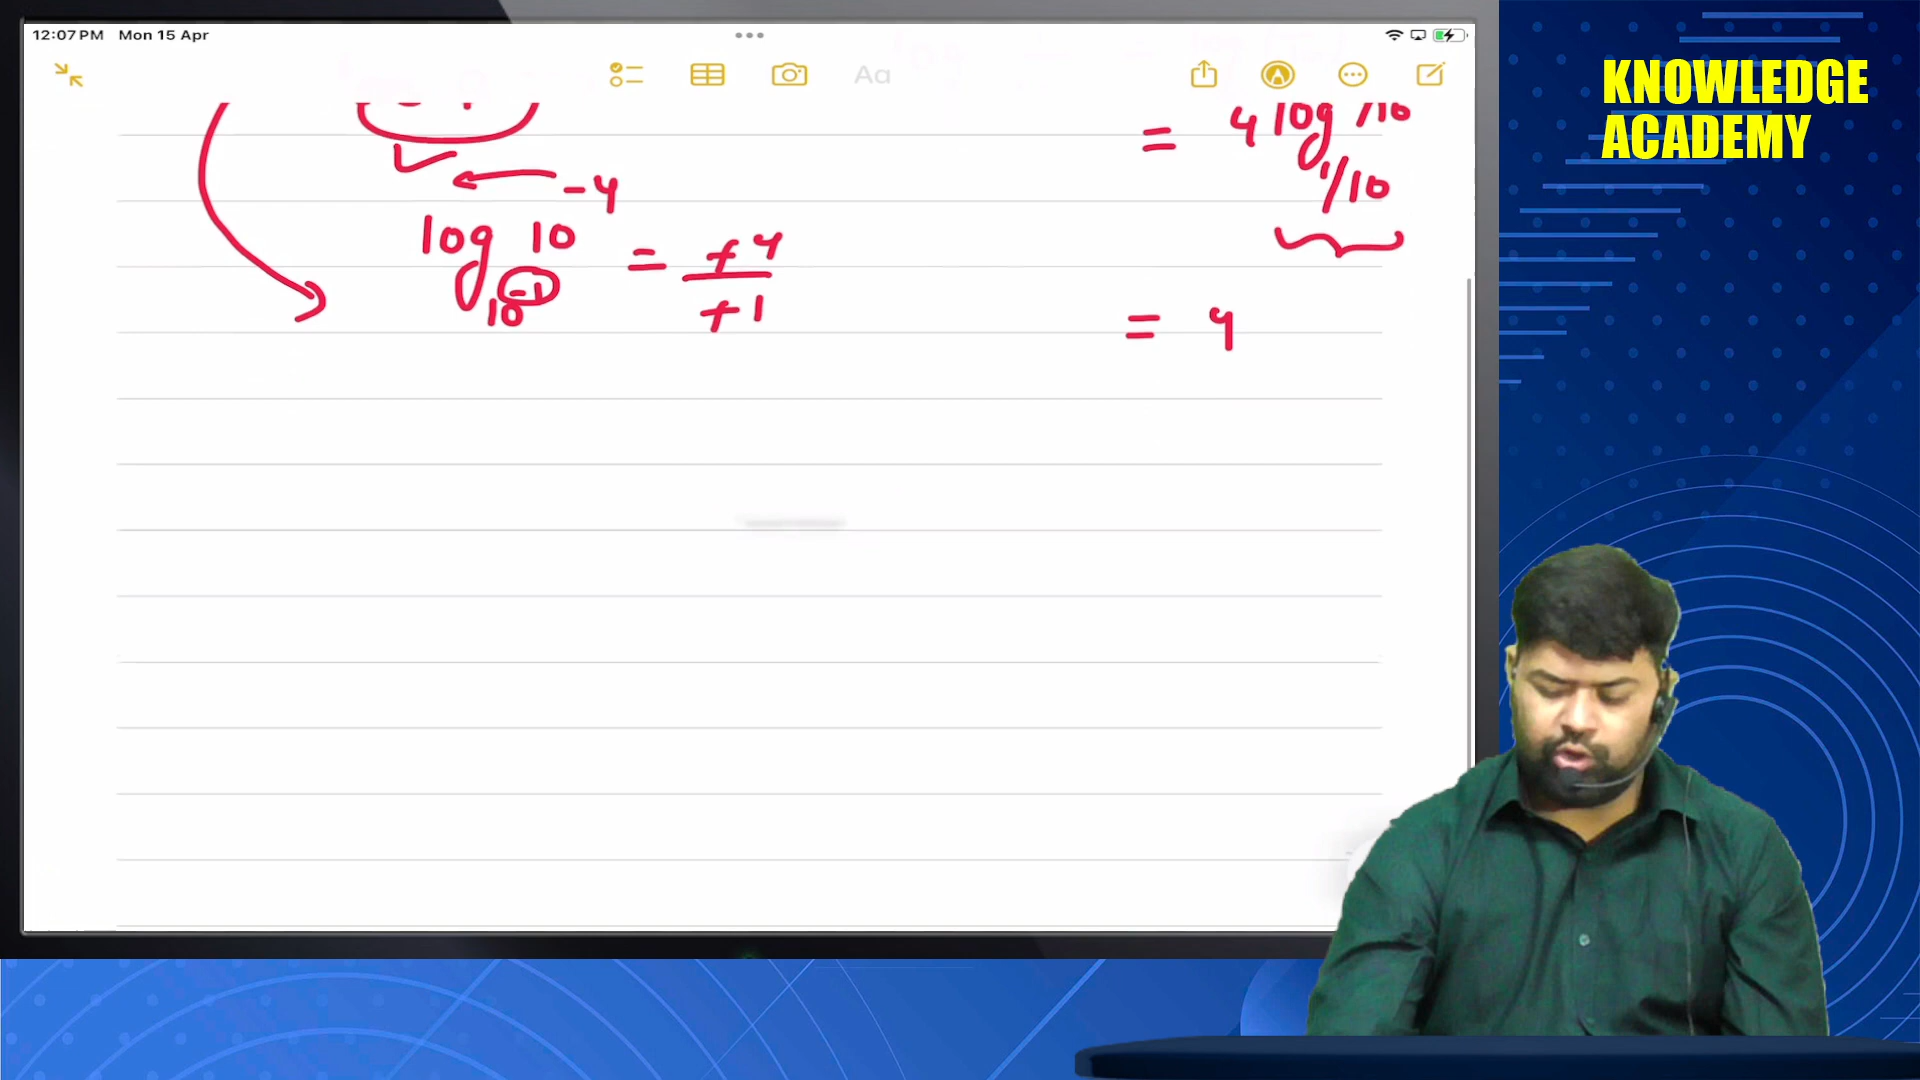 12:07 PM Mon 15 Apr
Aa
KNOWLEDGE
ACADEMY
= 4 log 1/10
1/10
-4
log 10 = +4
10 -1 +1
= 4